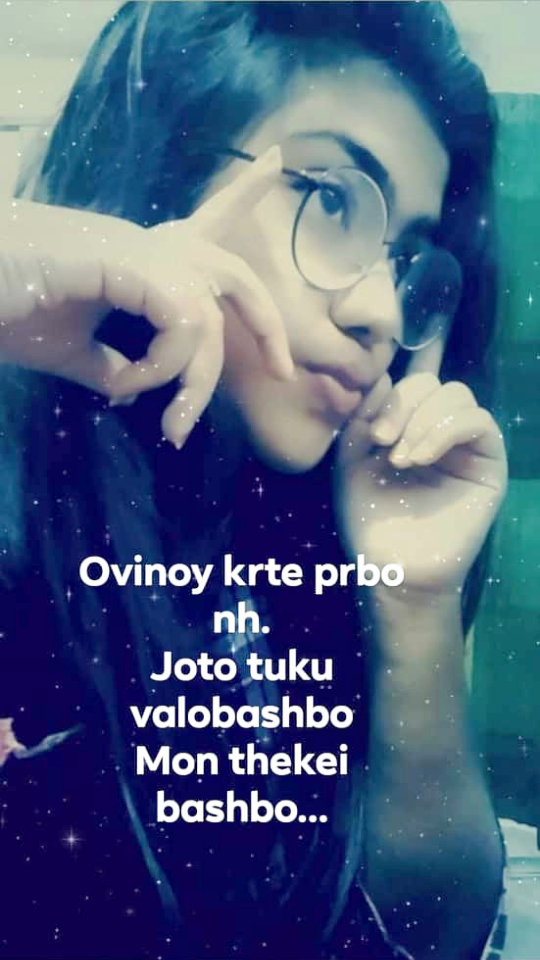 Ovinoy krte prbo
nh.
Joto tuku
valobashbo
Mon thekei
bashbo...